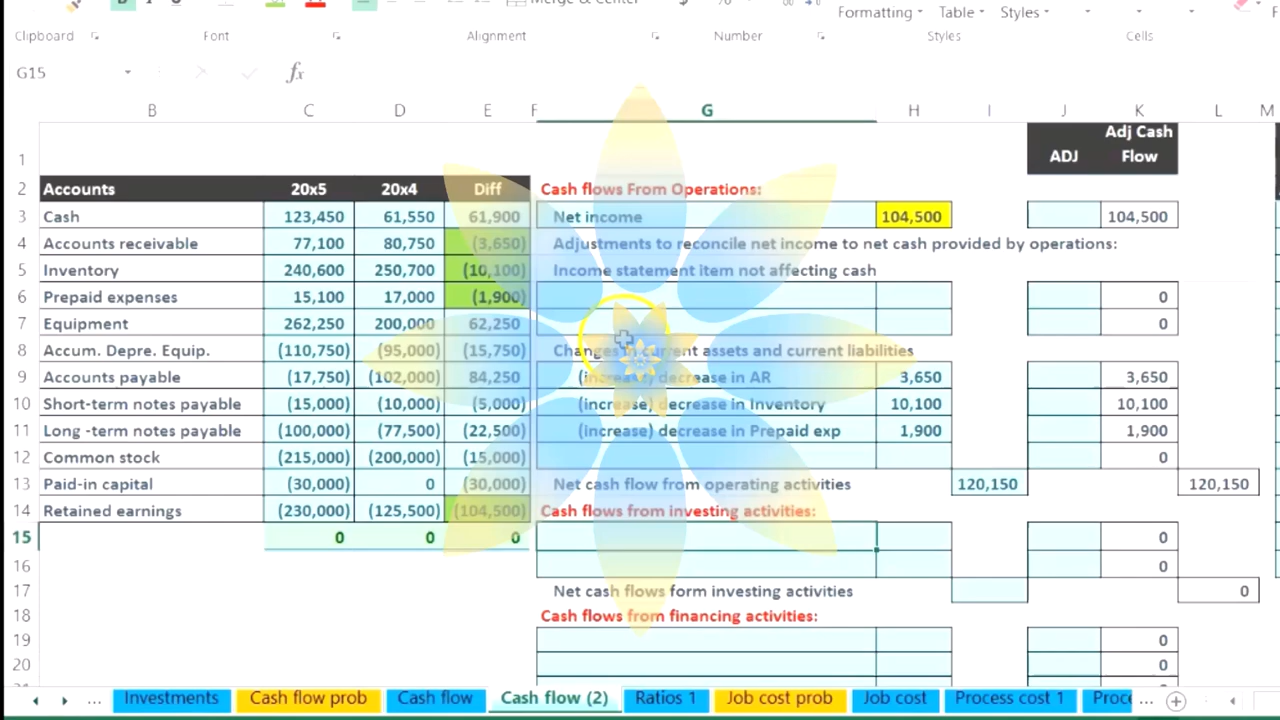 Merge & Center
Formatting Table Styles
Clipboard Font Alignment Number Styles Cells
G15 fx
B C D E F G H I J K L M
1 ADJ Adj Cash Flow
2 Accounts 20x5 20x4 Diff Cash flows From Operations:
3 Cash 123,450 61,550 61,900 Net income 104,500 104,500
4 Accounts receivable 77,100 80,750 (3,650) Adjustments to reconcile net income to net cash provided by operations:
5 Inventory 240,600 250,700 (10,100) Income statement item not affecting cash
6 Prepaid expenses 15,100 17,000 (1,900) 0
7 Equipment 262,250 200,000 62,250 0
8 Accum. Depre. Equip. (110,750) (95,000) (15,750) Changes in current assets and current liabilities
9 Accounts payable (17,750) (102,000) 84,250 (increase) decrease in AR 3,650 3,650
10 Short-term notes payable (15,000) (10,000) (5,000) (increase) decrease in Inventory 10,100 10,100
11 Long -term notes payable (100,000) (77,500) (22,500) (increase) decrease in Prepaid exp 1,900 1,900
12 Common stock (215,000) (200,000) (15,000) 0
13 Paid-in capital (30,000) 0 (30,000) Net cash flow from operating activities 120,150 120,150
14 Retained earnings (230,000) (125,500) (104,500) Cash flows from investing activities:
15 0 0 0 0
16 0
17 Net cash flows form investing activities 0
18 Cash flows from financing activities:
19 0
20 0
... Investments Cash flow prob Cash flow Cash flow (2) Ratios 1 Job cost prob Job cost Process cost 1 Proce ...